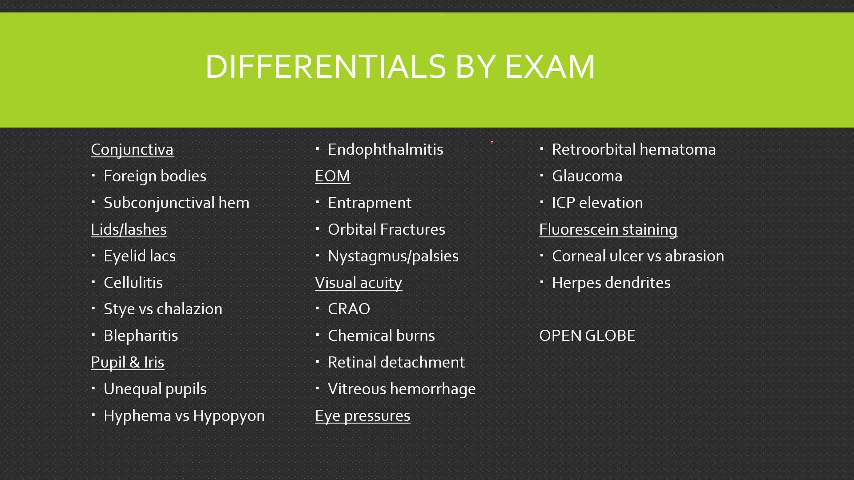 DIFFERENTIALS BY EXAM
Conjunctiva
▪ Foreign bodies
▪ Subconjunctival hem
Lids/lashes
▪ Eyelid lacs
▪ Cellulitis
▪ Stye vs chalazion
▪ Blepharitis
Pupil & Iris
▪ Unequal pupils
▪ Hyphema vs Hypopyon
▪ Endophthalmitis
EOM
▪ Entrapment
▪ Orbital Fractures
▪ Nystagmus/palsies
Visual acuity
▪ CRAO
▪ Chemical burns
▪ Retinal detachment
▪ Vitreous hemorrhage
Eye pressures
▪ Retroorbital hematoma
▪ Glaucoma
▪ ICP elevation
Fluorescein staining
▪ Corneal ulcer vs abrasion
▪ Herpes dendrites
OPEN GLOBE